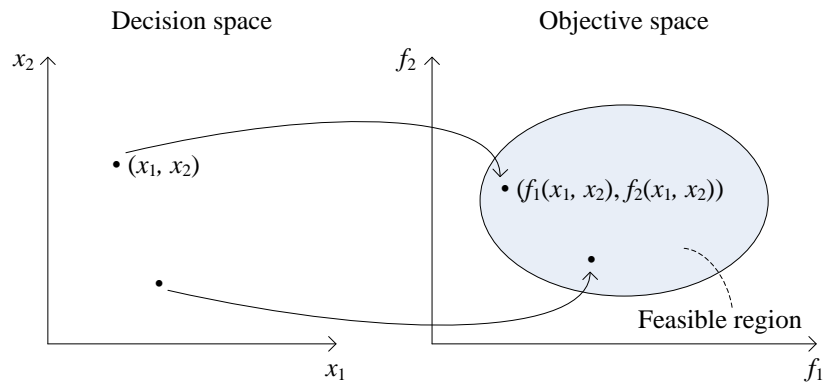 Decision space
Objective space
x₂
f₂
(x₁, x₂)
(f₁(x₁, x₂), f₂(x₁, x₂))
Feasible region
x₁
f₁